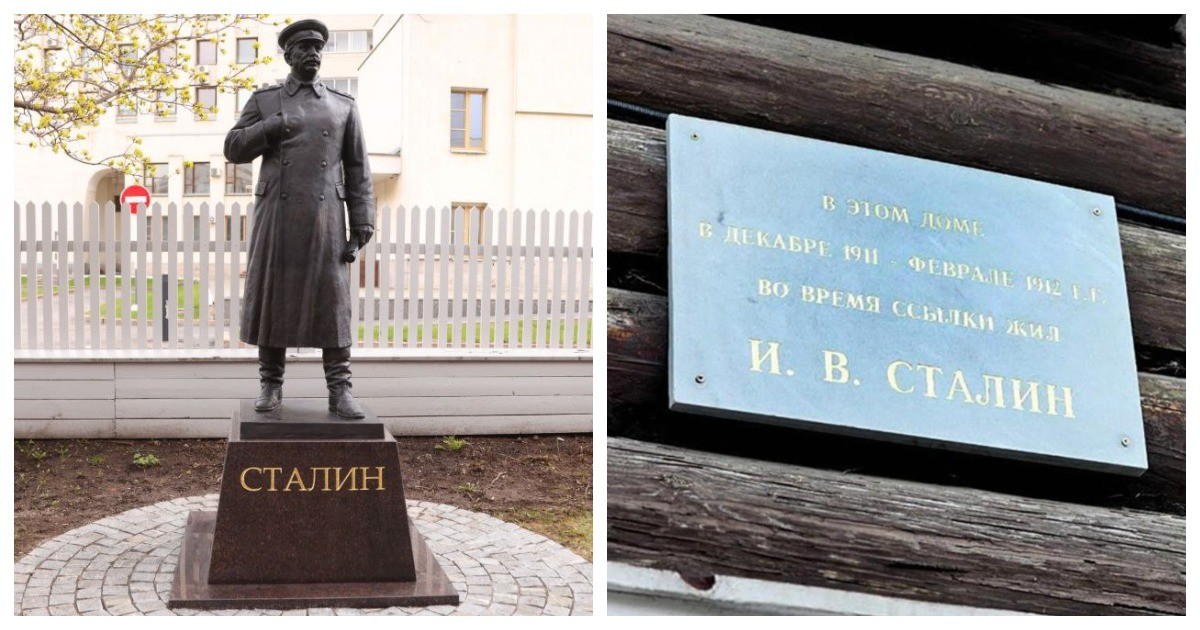 СТАЛИН
В ЭТОМ ДОМЕ
В ДЕКАБРЕ 1911 - ФЕВРАЛЕ 1912 Г.Г.
ВО ВРЕМЯ ССЫЛКИ ЖИЛ
И. В. СТАЛИН